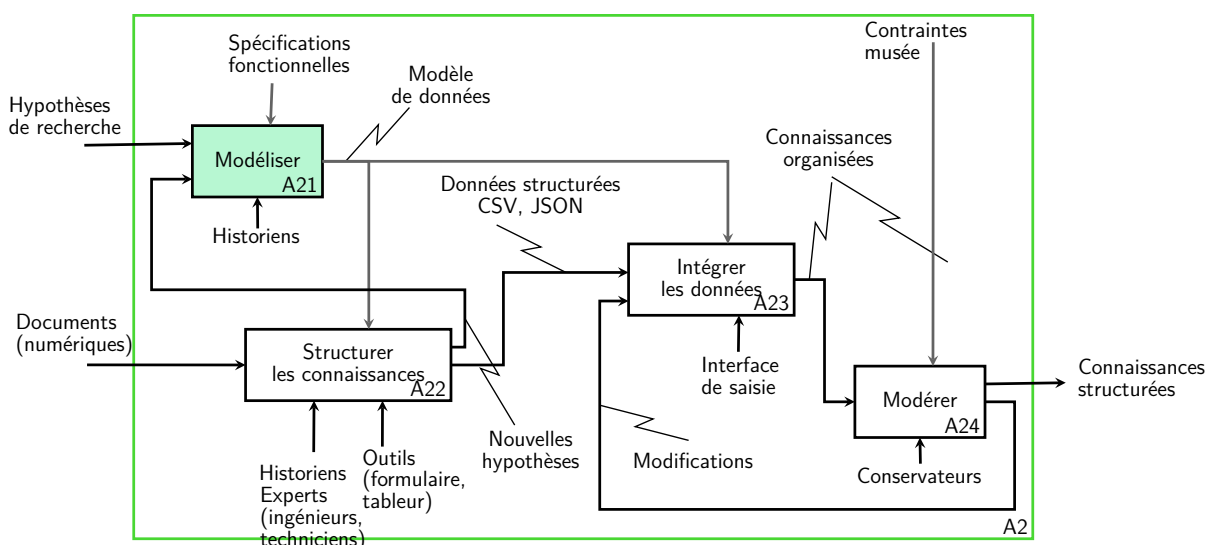 Spécifications
fonctionnelles
Contraintes
musée
Modèle
de données
Hypothèses
de recherche
Connaissances
organisées
Modéliser
A21
Données structurées
CSV, JSON
Historiens
Intégrer
les données
A23
Documents
(numériques)
Structurer
les connaissances
A22
Interface
de saisie
Connaissances
structurées
Modérer
A24
Nouvelles
hypothèses
Modifications
Outils
(formulaire,
tableur)
Historiens
Experts
(ingénieurs,
techniciens)
Conservateurs
A2